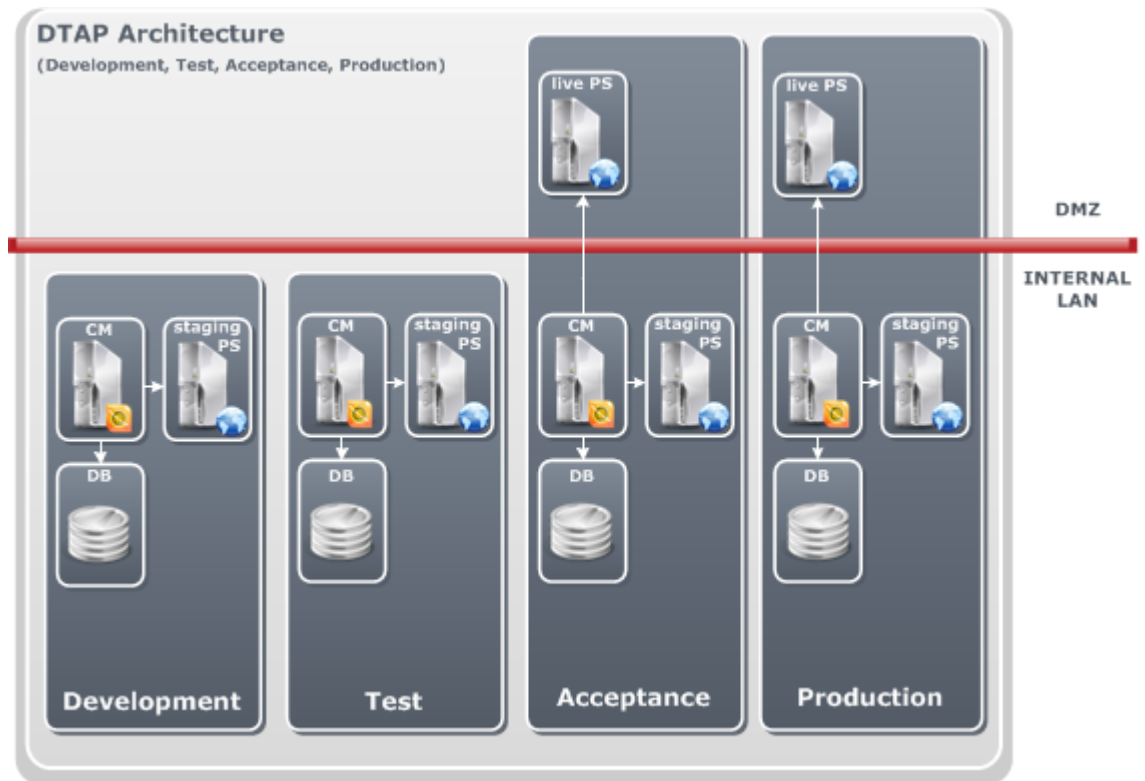 DTAP Architecture
(Development, Test, Acceptance, Production)
live PS
live PS
DMZ
INTERNAL
LAN
CM
staging
PS
CM
staging
PS
CM
staging
PS
CM
staging
PS
DB
DB
DB
DB
Development
Test
Acceptance
Production